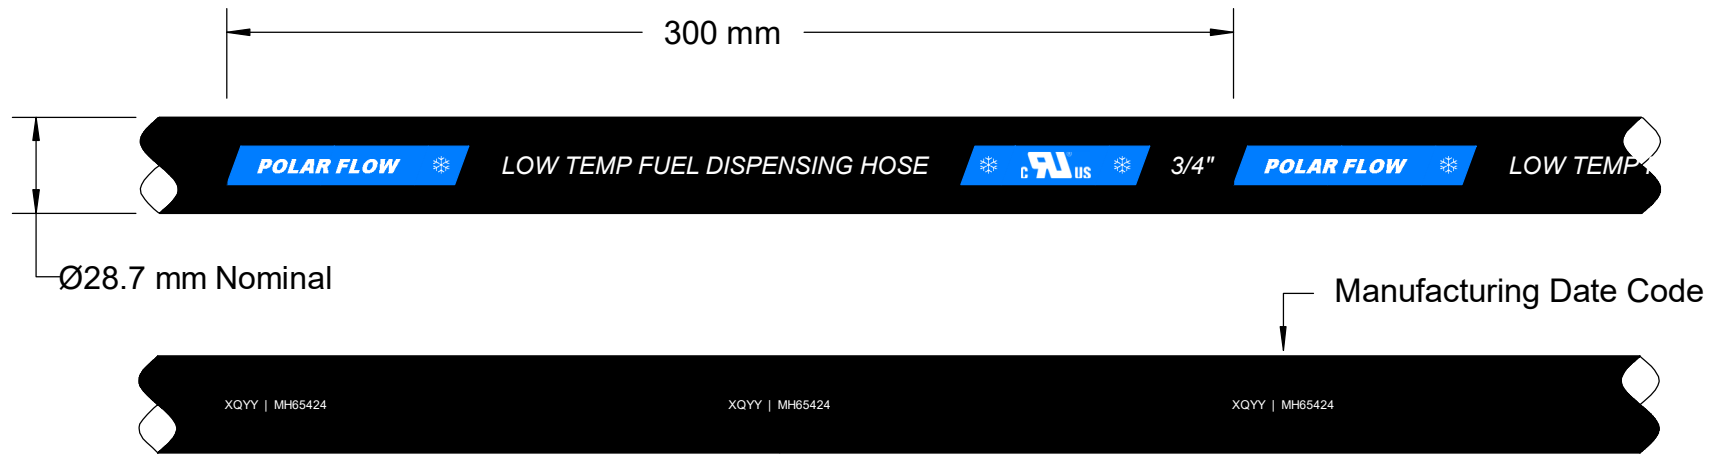 300 mm
POLAR FLOW LOW TEMP FUEL DISPENSING HOSE c RU ® US 3/4" POLAR FLOW LOW TEMP
Ø28.7 mm Nominal
Manufacturing Date Code
XQYY | MH65424 XQYY | MH65424 XQYY | MH65424